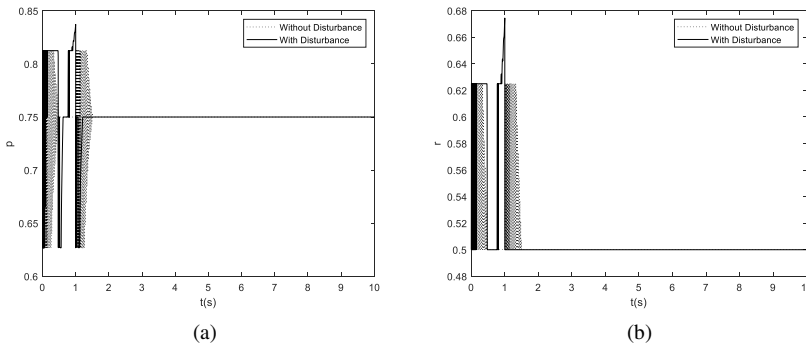 0.85
0.8
0.75
0.7
0.65
0.6
p
0 1 2 3 4 5 6 7 8 9 10
t(s)
Without Disturbance
With Disturbance
(a)
0.68
0.66
0.64
0.62
0.6
0.58
0.56
0.54
0.52
0.5
0.48
r
0 1 2 3 4 5 6 7 8 9 10
t(s)
Without Disturbance
With Disturbance
(b)